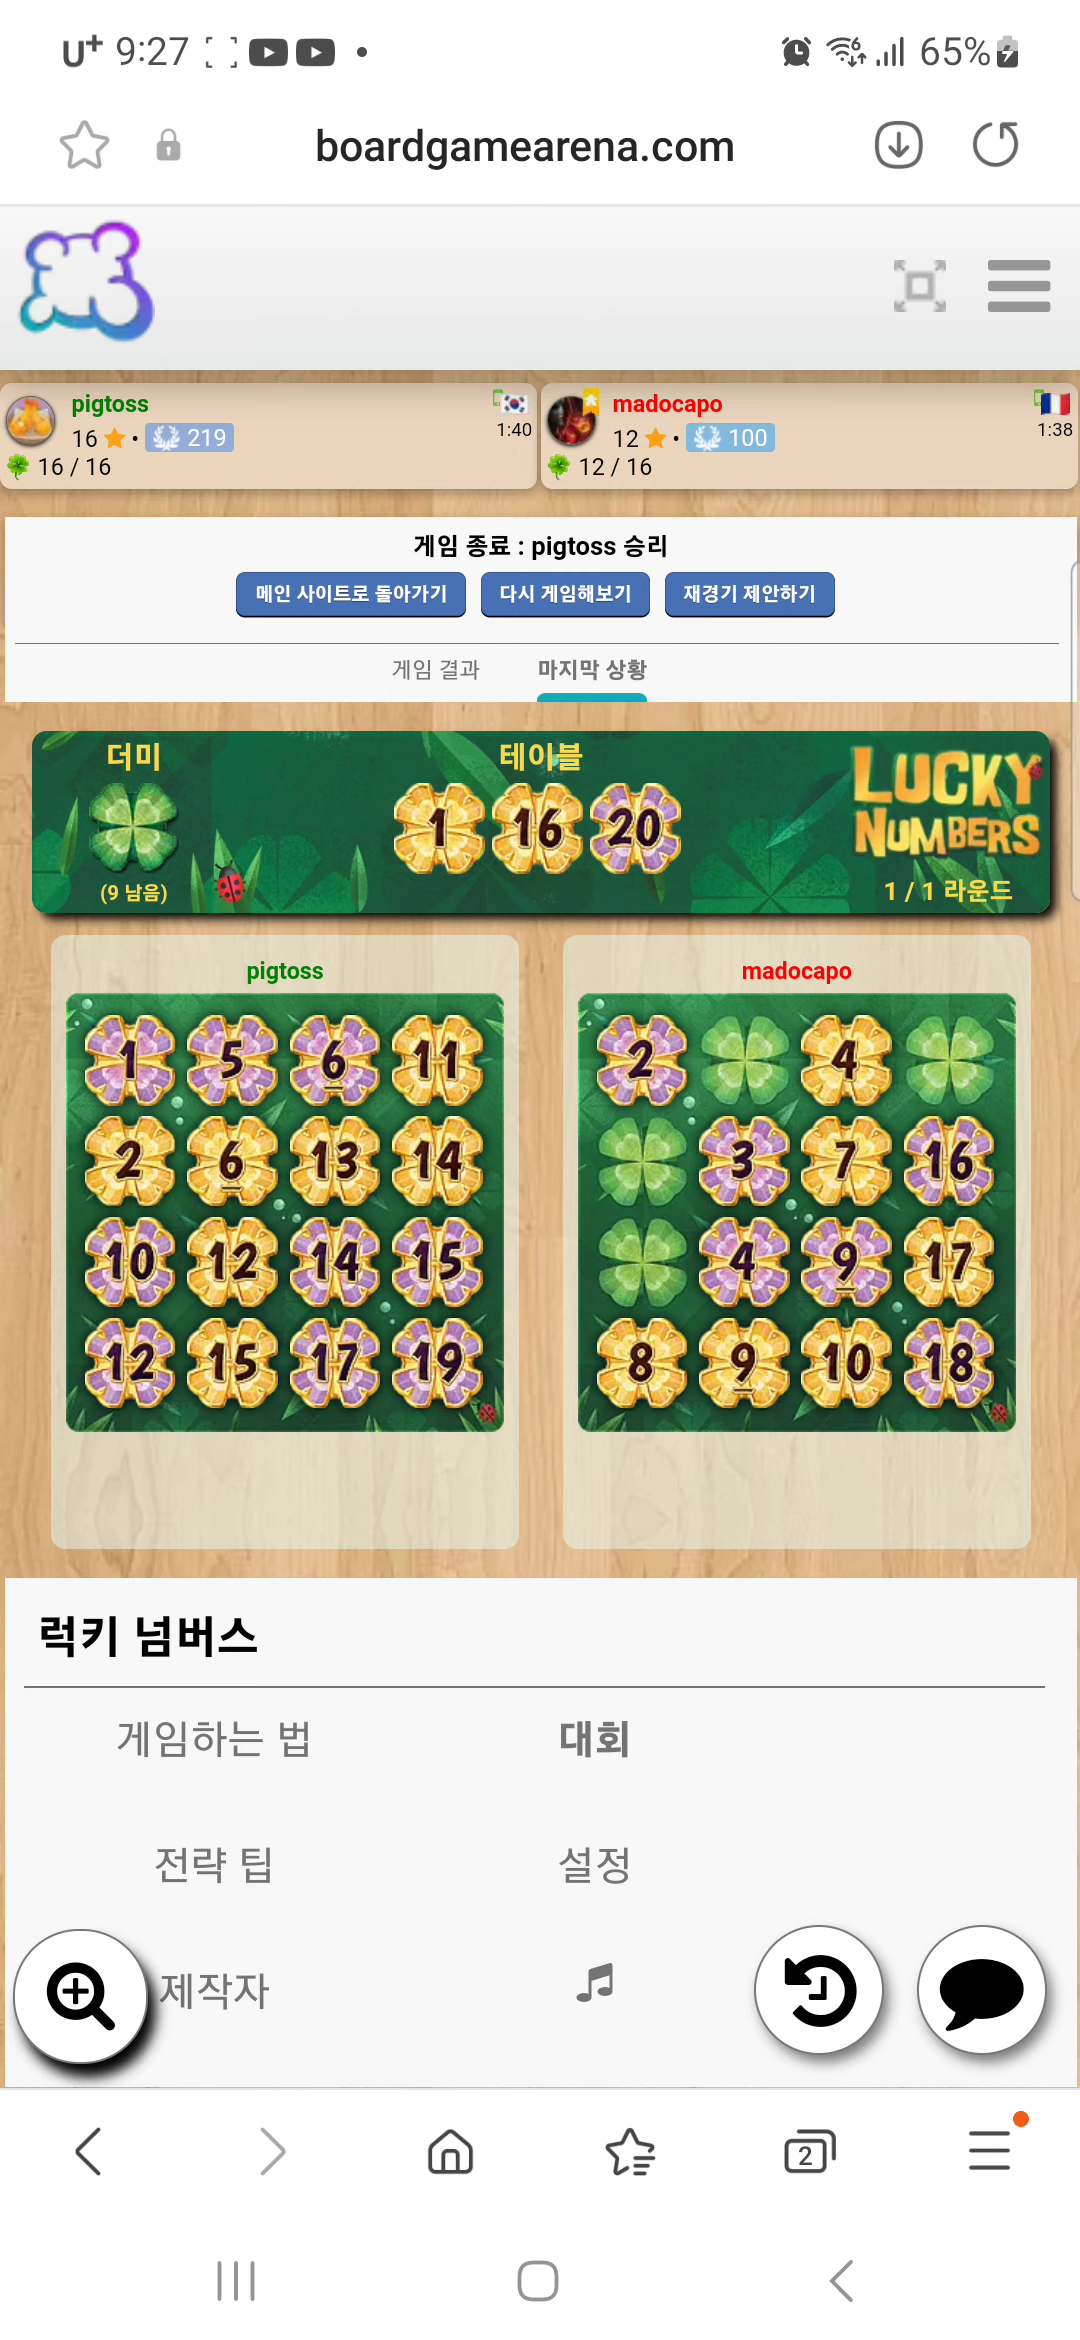 U+ 9:27 65%
boardgamearena.com
pigtoss
16 • 219
1:40
16 / 16
madocapo
12 • 100
1:38
12 / 16
게임 종료 : pigtoss 승리
메인 사이트로 돌아가기 다시 게임해보기 재경기 제안하기
게임 결과 마지막 상황
더미
(9 남음)
테이블
1 16 20
LUCKY
NUMBERS
1 / 1 라운드
pigtoss
1 5 6 11
2 6 13 14
10 12 14 15
12 15 17 19
madocapo
2 4
3 7 16
4 9 17
8 9 10 18
럭키 넘버스
게임하는 법 대회
전략 팁 설정
제작자
2